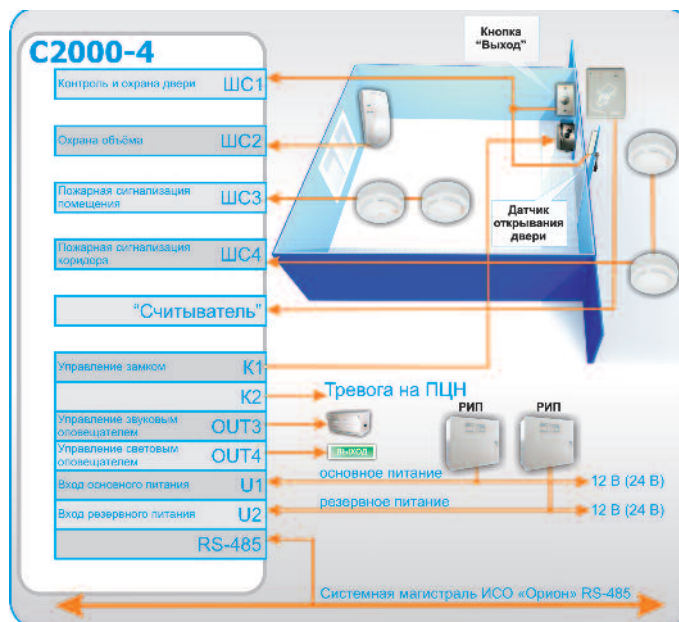 С2000-4
Кнопка
"Выход"
Контроль и охрана двери ШС1
Охрана объёма ШС2
Пожарная сигнализация
помещения ШС3
Датчик
открывания
двери
Пожарная сигнализация
коридора ШС4
"Считыватель"
Управление замком К1
К2
Тревога на ПЦН
Управление звуковым
оповещателем OUT3
РИП
РИП
Управление световым
оповещателем OUT4
ВЫХОД
Вход основного питания U1
основное питание
12 В (24 В)
Вход резервного питания U2
резервное питание
12 В (24 В)
RS-485
Системная магистраль ИСО «Орион» RS-485